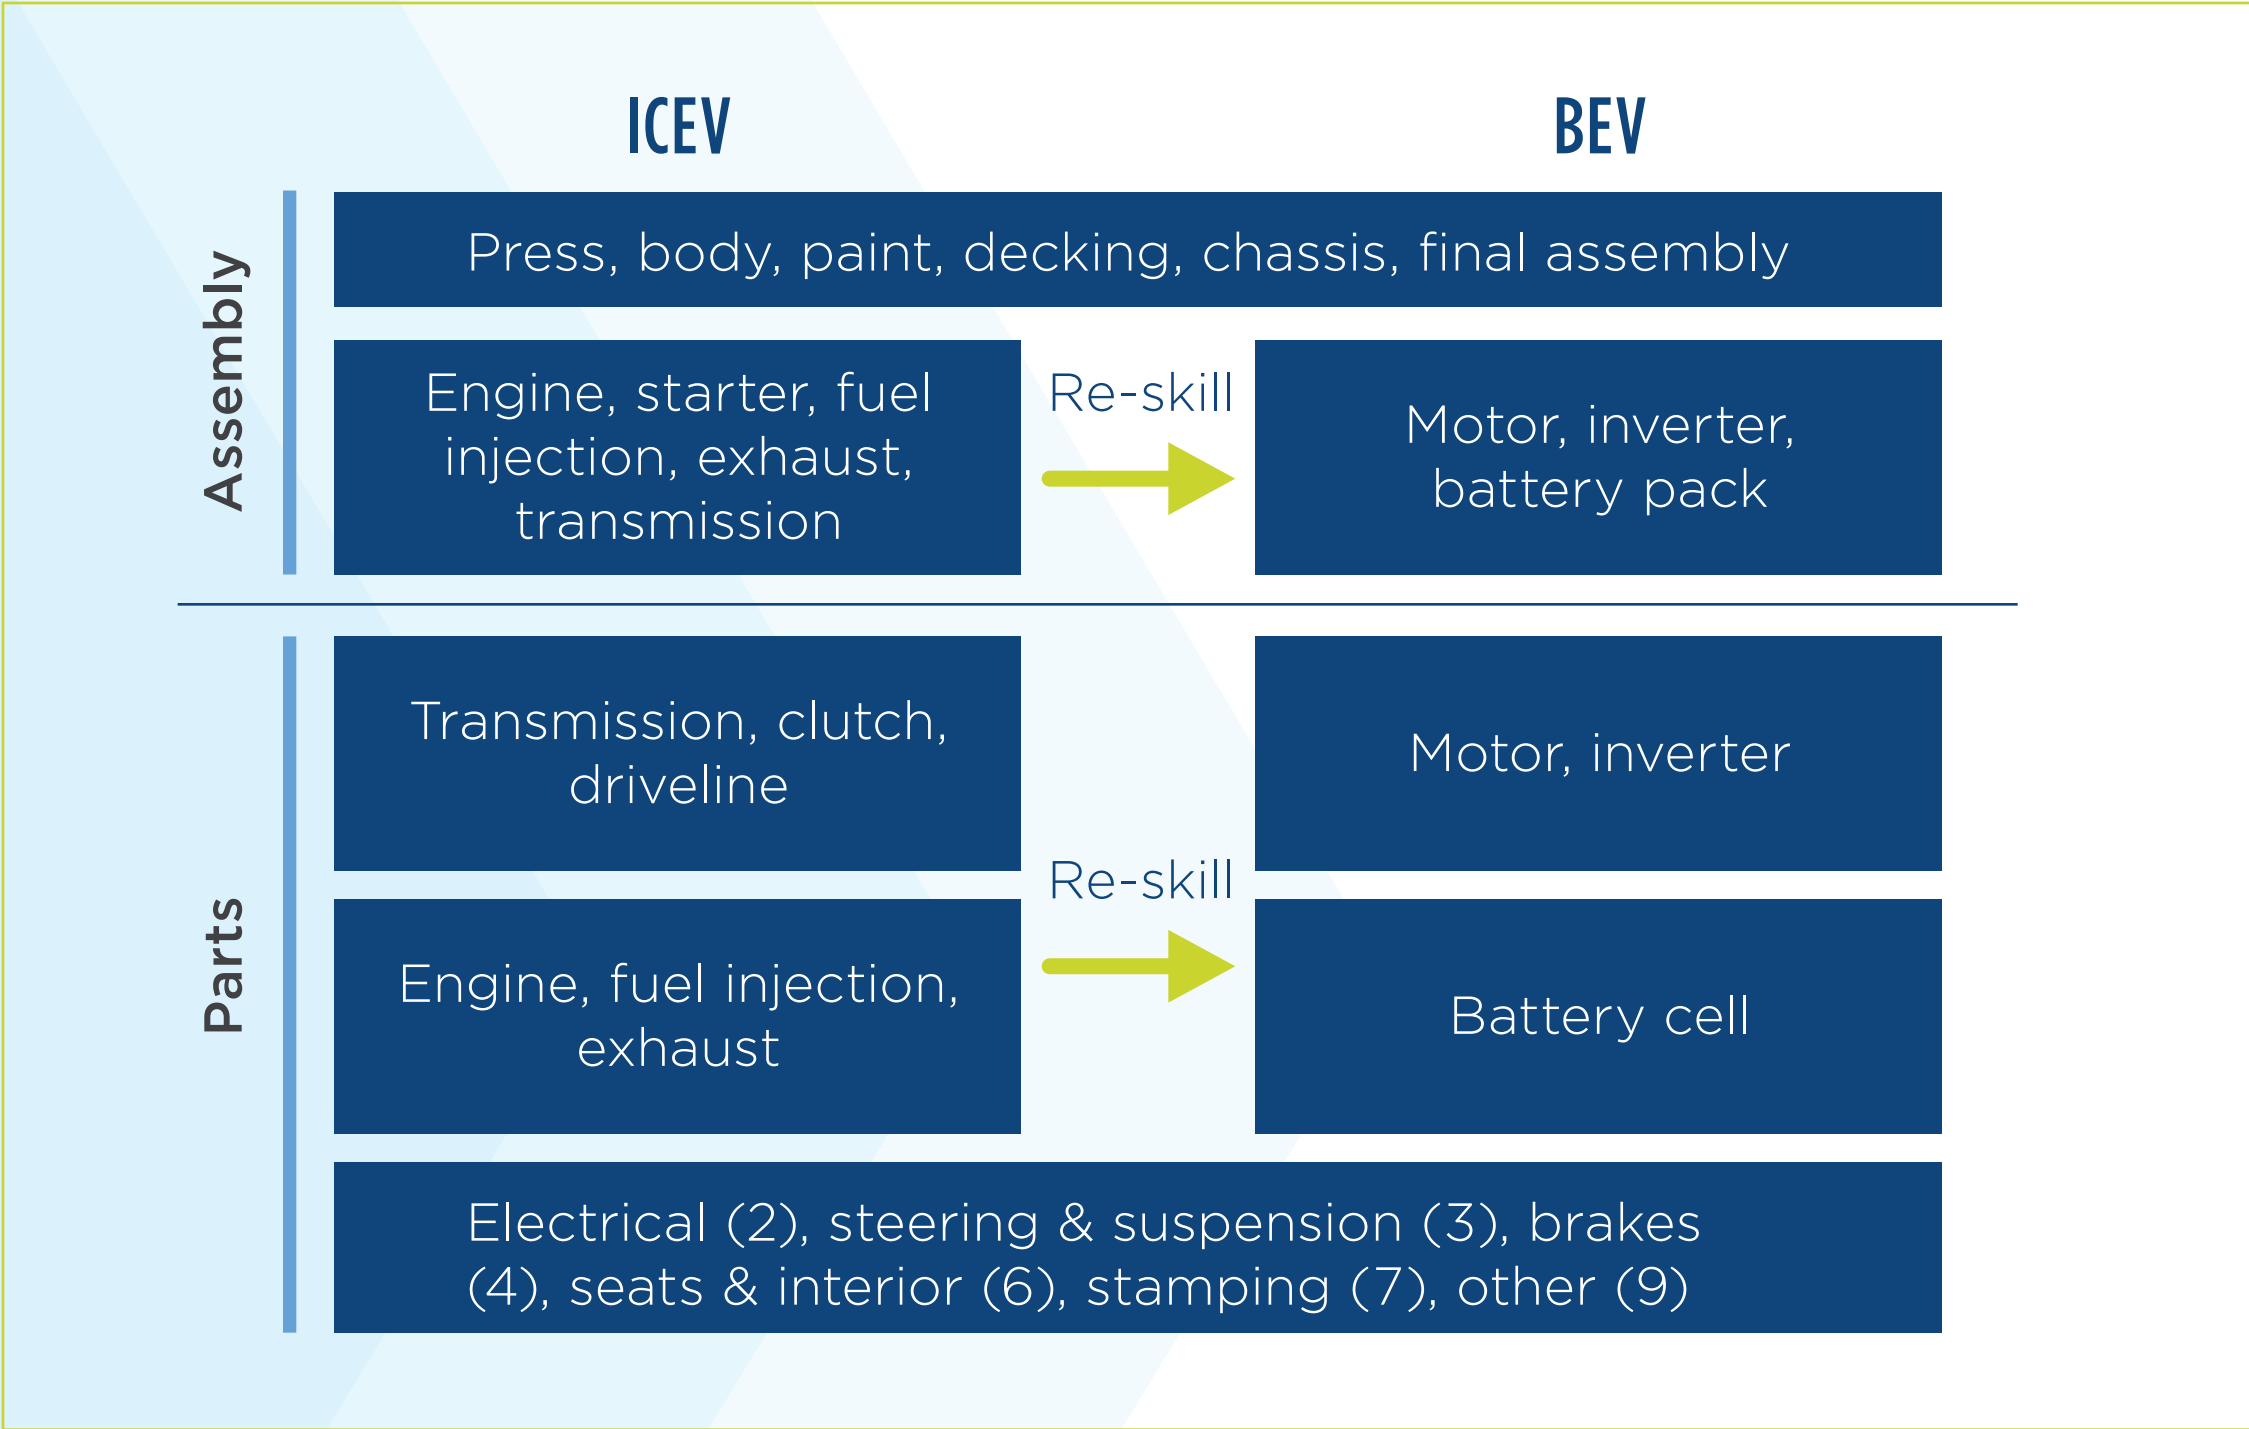 ICEV
BEV
Assembly
Press, body, paint, decking, chassis, final assembly
Engine, starter, fuel
injection, exhaust,
transmission
Re-skill
Motor, inverter,
battery pack
Parts
Transmission, clutch,
driveline
Motor, inverter
Re-skill
Engine, fuel injection,
exhaust
Battery cell
Electrical (2), steering & suspension (3), brakes
(4), seats & interior (6), stamping (7), other (9)